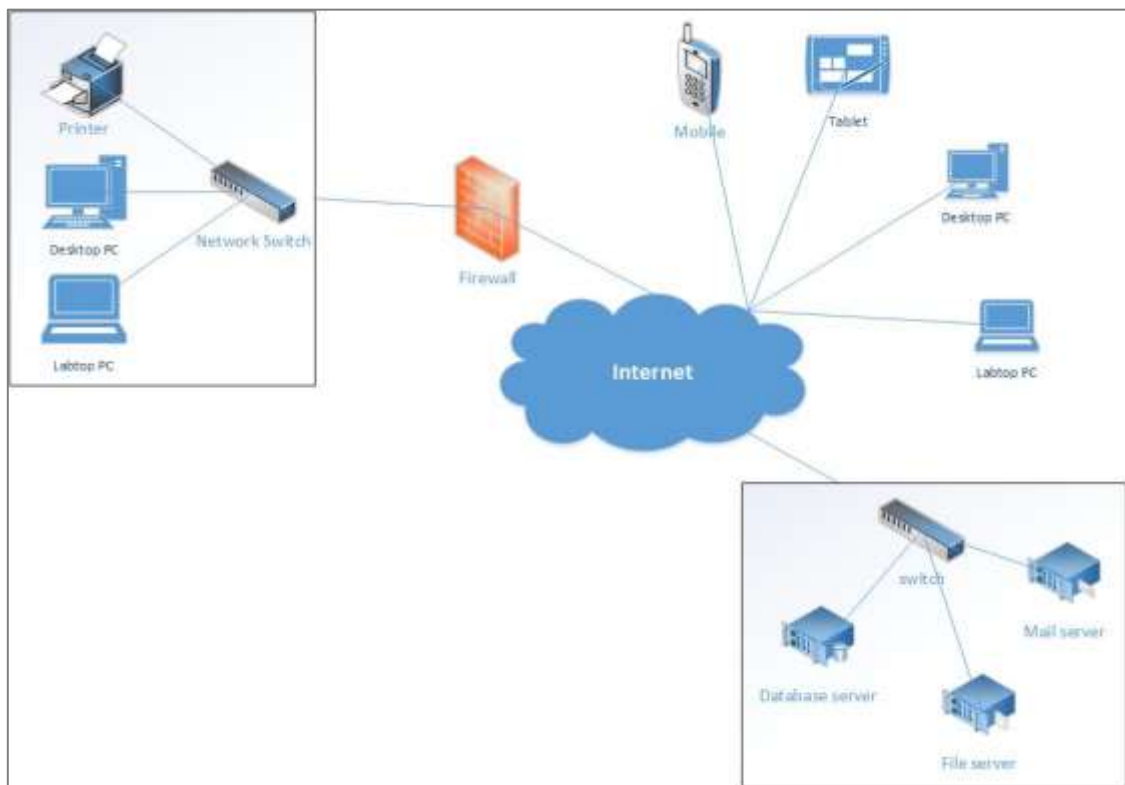 Printer
Desktop PC
Network Switch
Labtop PC
Firewall
Mobile
Tablet
Desktop PC
Labtop PC
Internet
switch
Mail server
Database server
File server